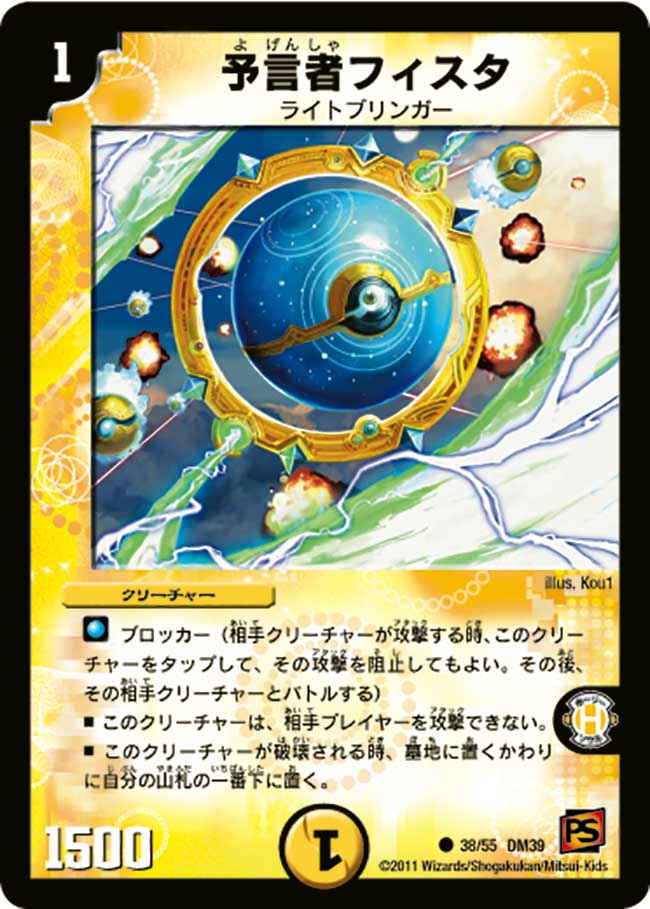 1
よげんしゃ
予言者フィスタ
ライトブリンガー
illus. Kou1
クリーチャー
ブロッカー（相手クリーチャーが攻撃する時、このクリー
チャーをタップして、その攻撃を阻止してもよい。その後、
その相手クリーチャーとバトルする）
■ このクリーチャーは、相手プレイヤーを攻撃できない。
■ このクリーチャーが破壊される時、墓地に置くかわり
に自分の山札の一番下に置く。
H
1500
1
● 38/55 DM39
PS
©2011 Wizards/Shogakukan/Mitsui-Kids